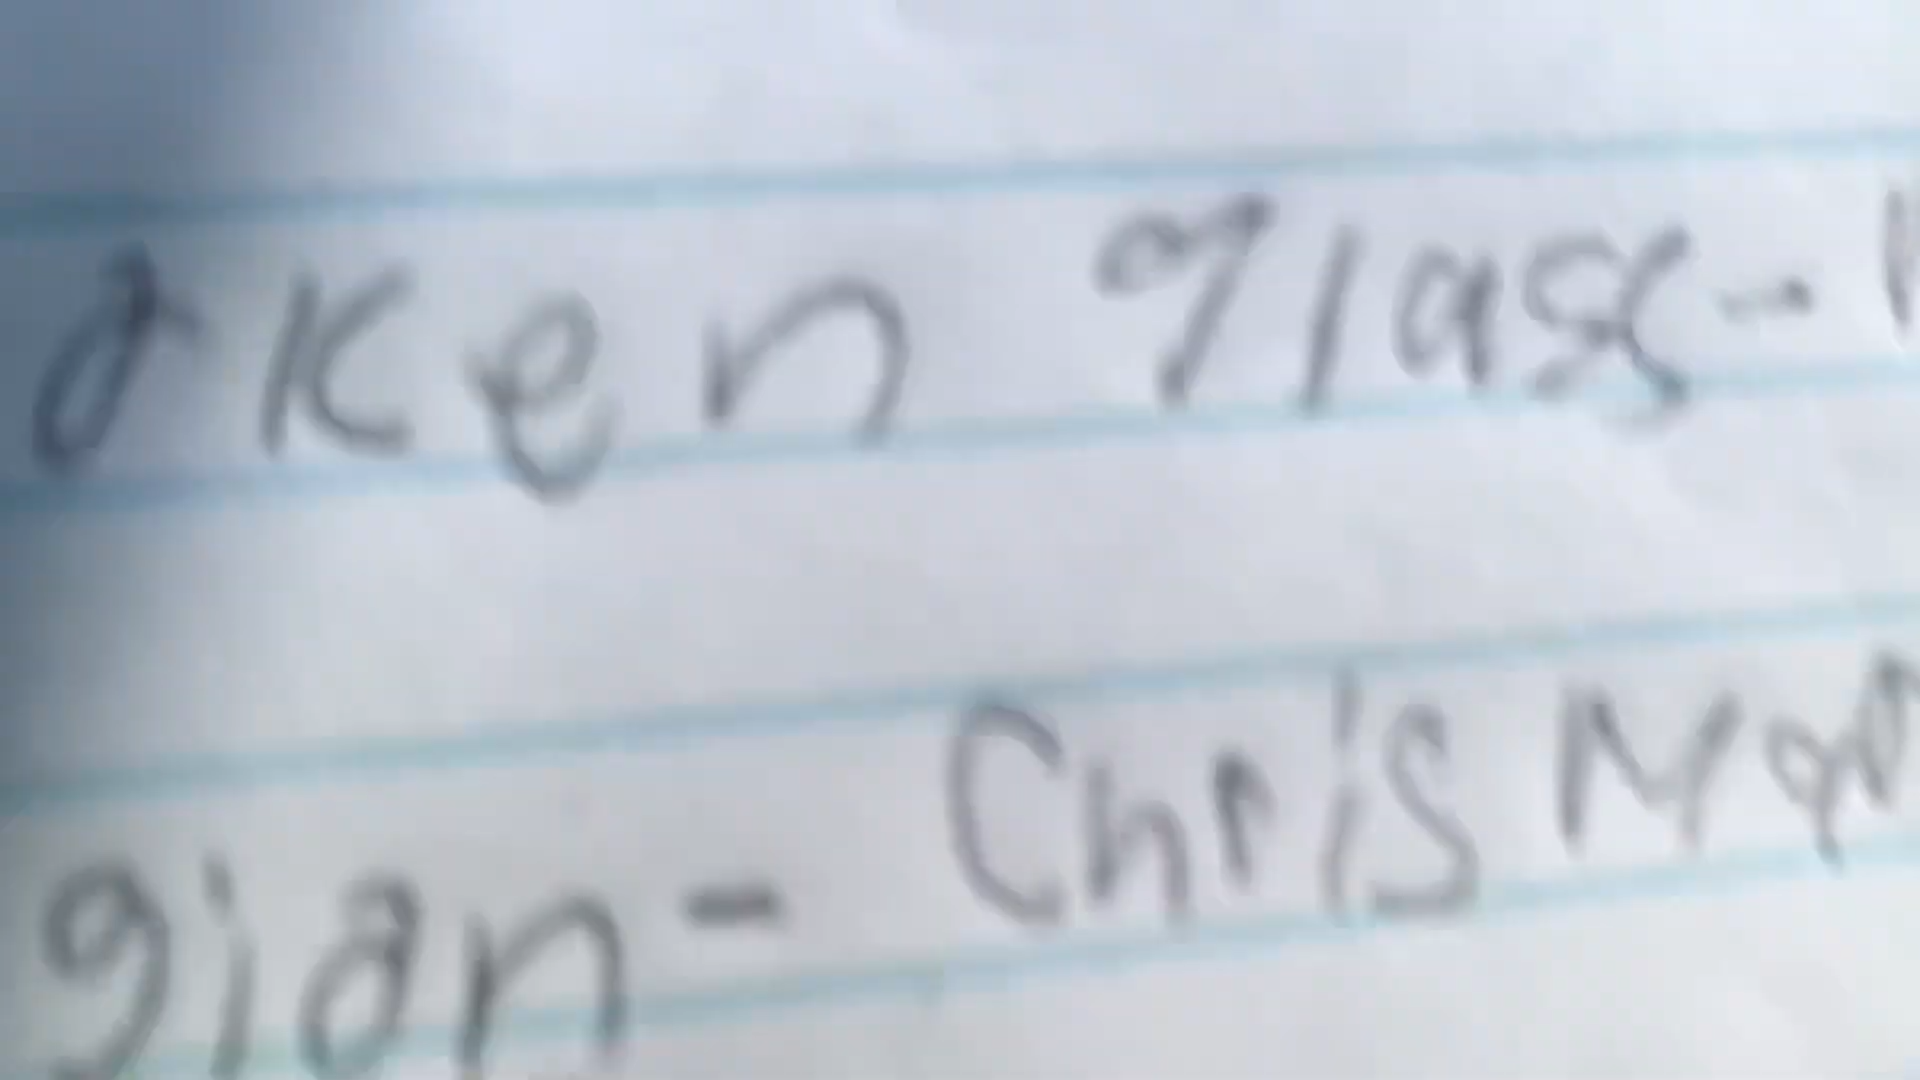 oken glass-
gian- Chris